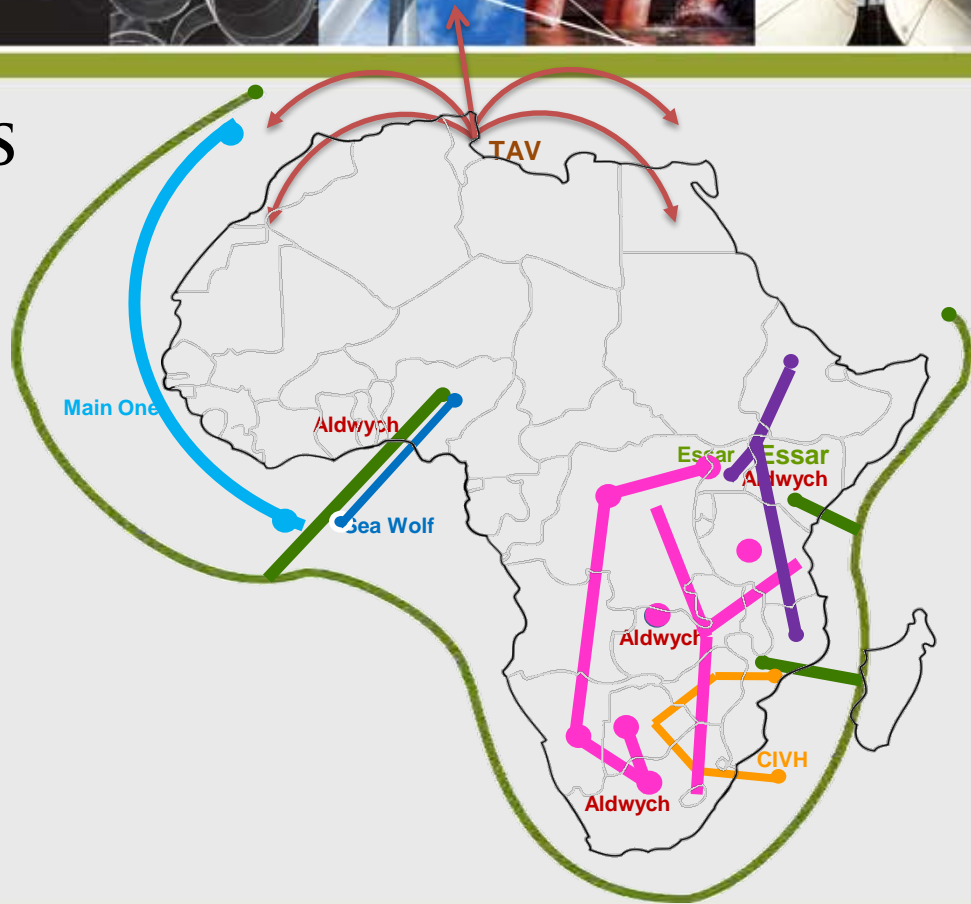 s
TAV
Main One
Aldwych
Sea Wolf
Essar
Essar
Aldwych
Aldwych
CIVH
Aldwych